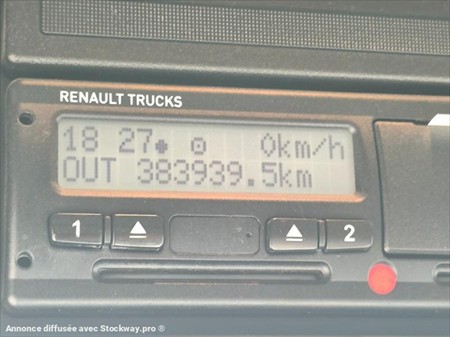 RENAULT TRUCKS
18 27 0km/h
OUT 383939.5km
1 2
Annonce diffusée avec Stockway.pro ®